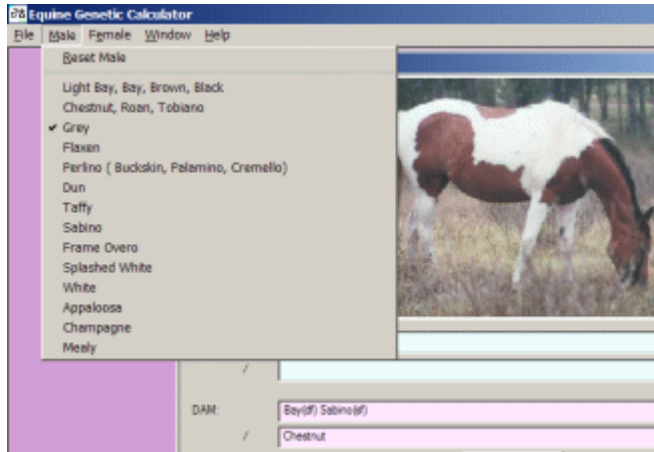 Equine Genetic Calculator
File Male Female Window Help
Reset Male
Light Bay, Bay, Brown, Black
Chestnut, Roan, Tobiano
Grey
Flaxen
Perlino ( Buckskin, Palamino, Cremello)
Dun
Taffy
Sabino
Frame Overo
Splashed White
White
Appaloosa
Champagne
Mealy
/
DAM: Bay(df) Sabino(sf)
/ Chestnut